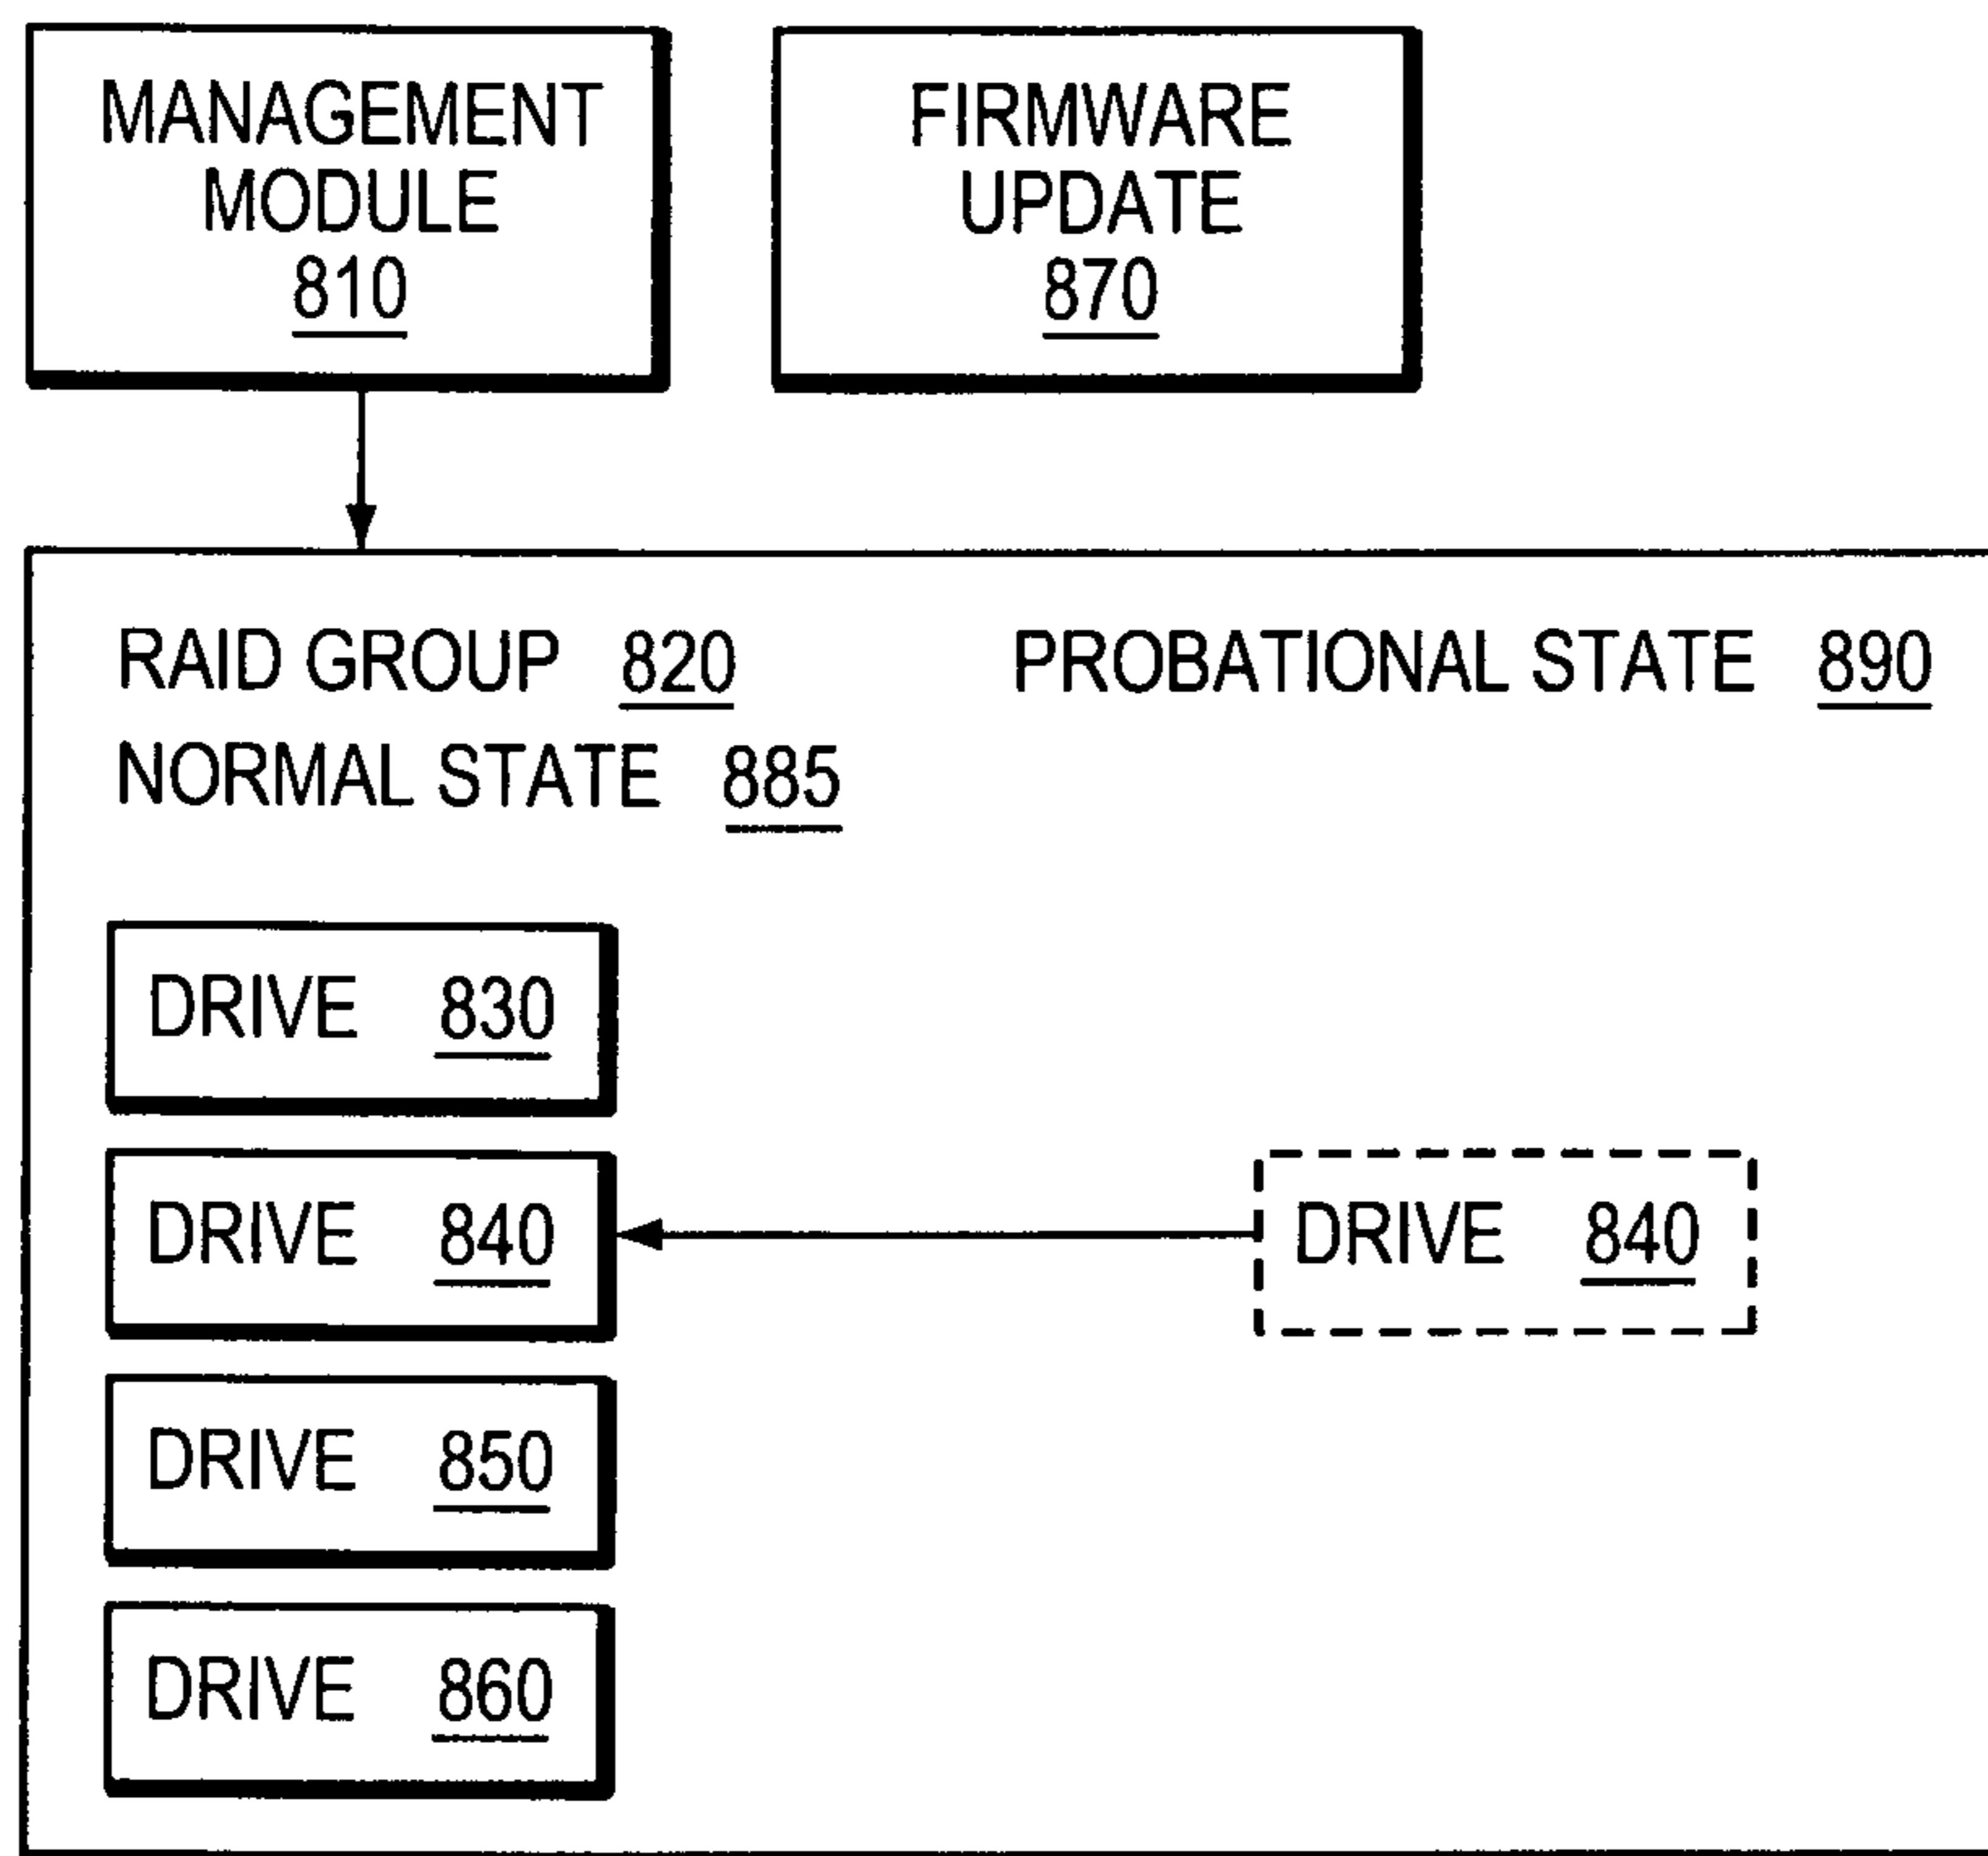 MANAGEMENT
MODULE
810
FIRMWARE
UPDATE
870
RAID GROUP 820
PROBATIONAL STATE 890
NORMAL STATE 885
DRIVE 830
DRIVE 840
DRIVE 840
DRIVE 850
DRIVE 860